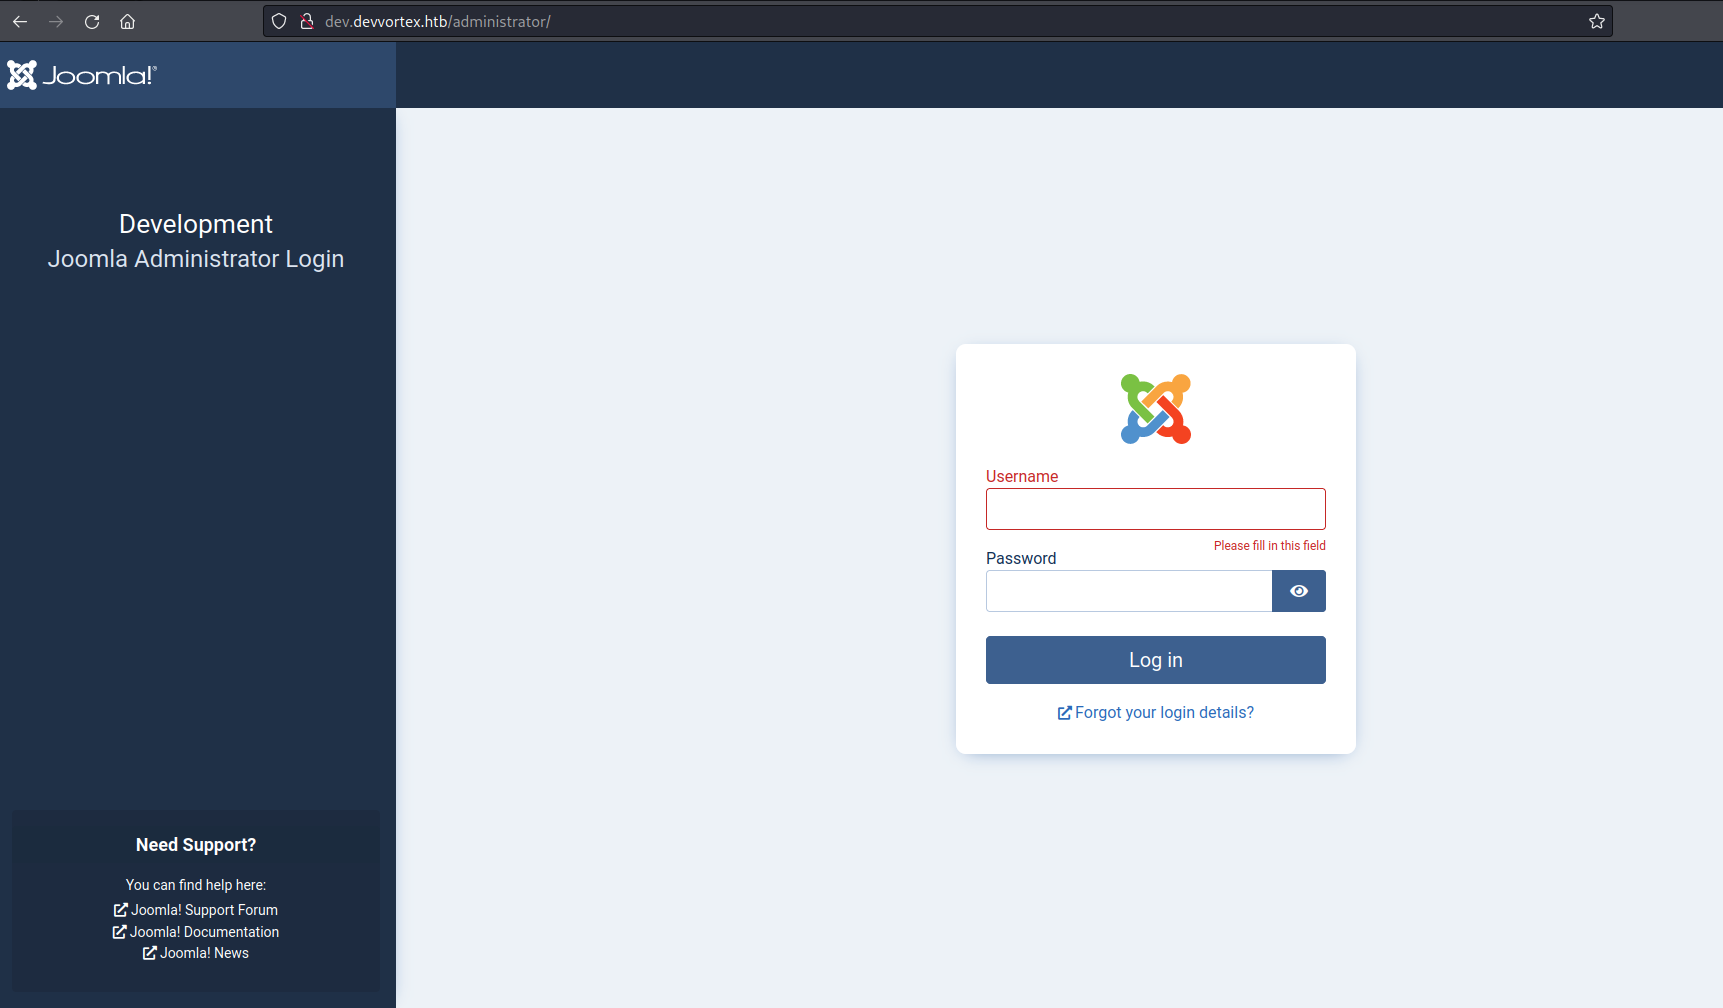 dev.devvortex.htb/administrator/
Joomla!®
Development
Joomla Administrator Login
Username
Please fill in this field
Password
Log in
Forgot your login details?
Need Support?
You can find help here:
Joomla! Support Forum
Joomla! Documentation
Joomla! News